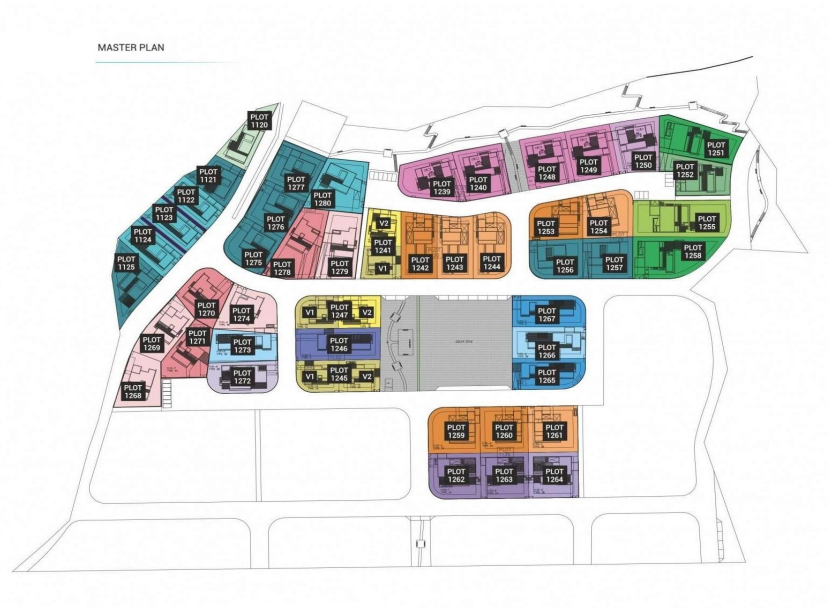 MASTER PLAN
PLOT
1120
PLOT
1121
PLOT
1122
PLOT
1123
PLOT
1124
PLOT
1125
PLOT
1277
PLOT
1280
PLOT
1276
PLOT
1275
PLOT
1278
PLOT
1279
V2
PLOT
1241
V1
PLOT
1242
PLOT
1243
PLOT
1244
PLOT
1239
PLOT
1240
PLOT
1248
PLOT
1249
PLOT
1250
PLOT
1251
PLOT
1252
PLOT
1253
PLOT
1254
PLOT
1255
PLOT
1256
PLOT
1257
PLOT
1258
PLOT
1270
PLOT
1274
PLOT
1269
PLOT
1271
PLOT
1273
PLOT
1272
PLOT
1268
V1
PLOT
1247
V2
PLOT
1246
V1
PLOT
1245
V2
PLOT
1267
PLOT
1266
PLOT
1265
PLOT
1259
PLOT
1260
PLOT
1261
PLOT
1262
PLOT
1263
PLOT
1264